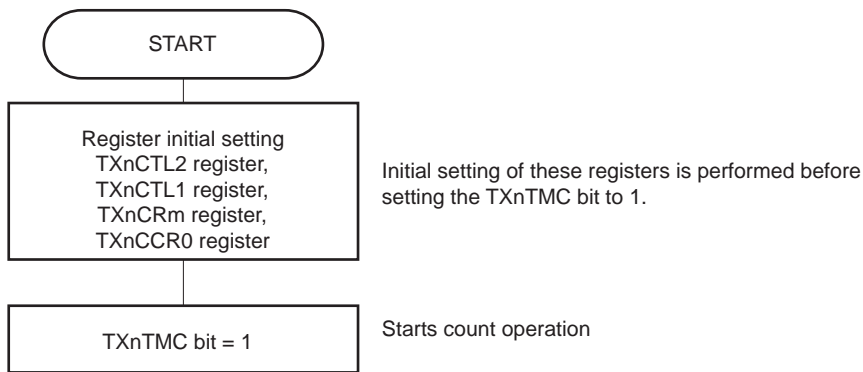 START
Register initial setting
TXnCTL2 register,
TXnCTL1 register,
TXnCRm register,
TXnCCR0 register
Initial setting of these registers is performed before
setting the TXnTMC bit to 1.
TXnTMC bit = 1
Starts count operation